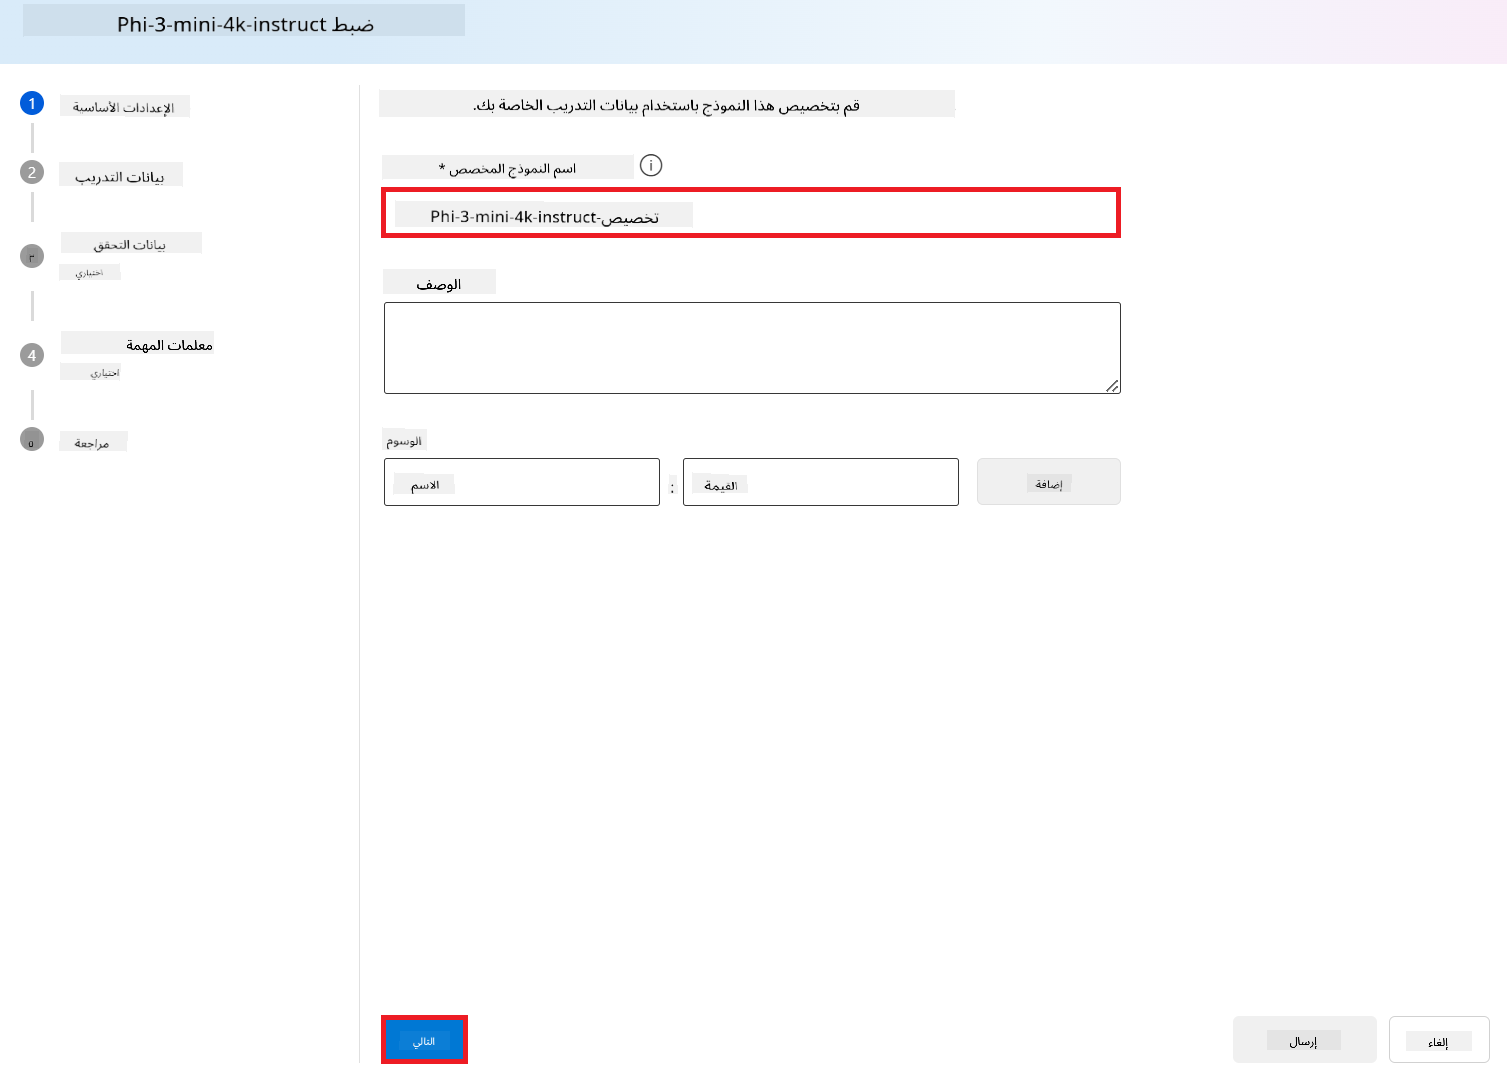 ضبط Phi-3-mini-4k-instruct
1 الإعدادات الأساسية
2 بيانات التدريب
٣ بيانات التحقق
اختياري
4 معلمات المهمة
اختياري
٥ مراجعة
قم بتخصيص هذا النموذج باستخدام بيانات التدريب الخاصة بك.
اسم النموذج المخصص *
Phi-3-mini-4k-instruct-تخصيص
الوصف
الوسوم
الاسم : القيمة إضافة
التالي إرسال إلغاء